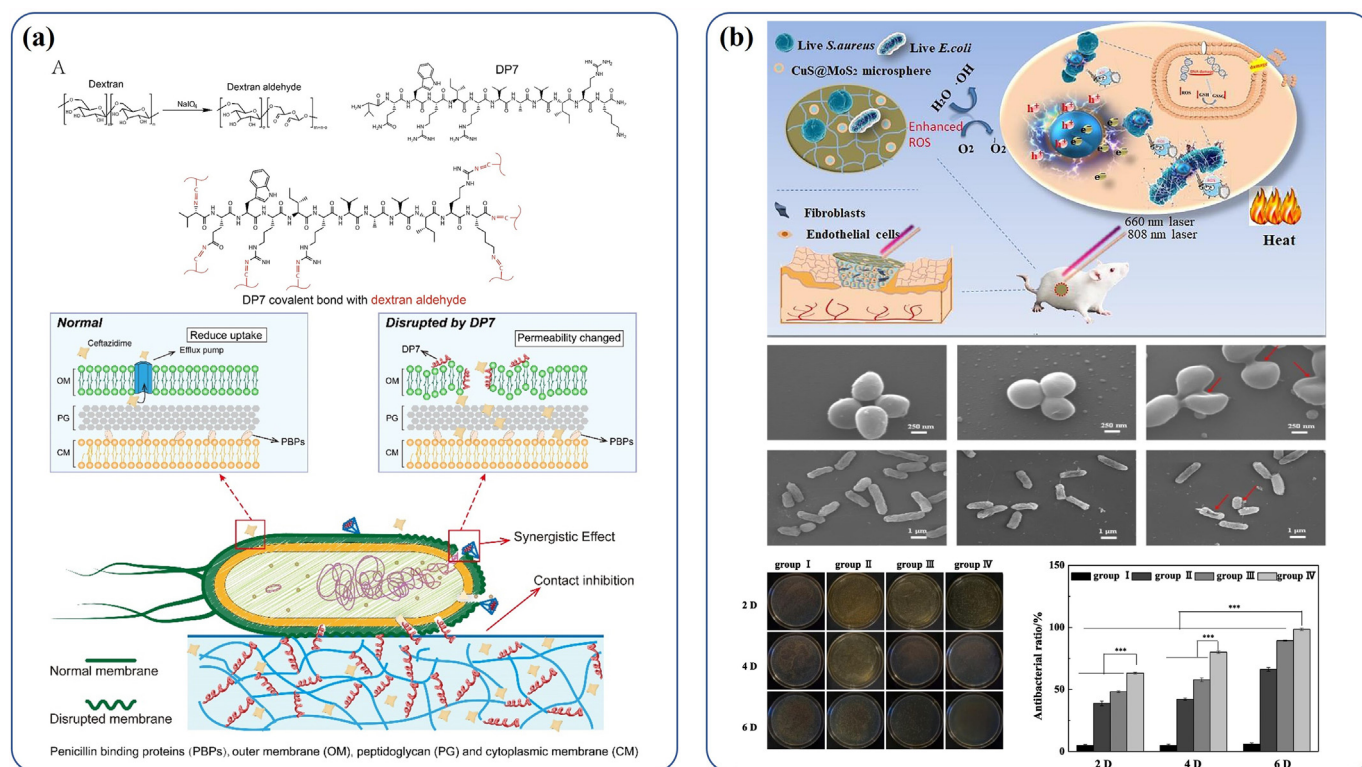 (a)
A
Dextran
NaIO4
Dextran aldehyde
DP7
DP7 covalent bond with dextran aldehyde
Normal
Reduce uptake
Ceftazidime
Efflux pump
OM
PG
CM
PBPs
Disrupted by DP7
Permeability changed
DP7
OM
PG
CM
PBPs
Synergistic Effect
Contact inhibition
Normal membrane
Disrupted membrane
Penicillin binding proteins (PBPs), outer membrane (OM), peptidoglycan (PG) and cytoplasmic membrane (CM)
(b)
Live S.aureus
Live E.coli
CuS@MoS2 microsphere
H2O
·OH
Enhanced
ROS
O2
O2
h+
h+
h+
h+
h+
e-
e-
e-
e-
ROS
GSH
GSSG
damage
Fibroblasts
Endothelial cells
660 nm laser
808 nm laser
Heat
250 nm
250 nm
250 nm
1 μm
1 μm
1 μm
group I
group II
group III
group IV
2 D
4 D
6 D
group I
group II
group III
group IV
Antibacterial ratio/%
150
100
50
0
***
***
***
2 D
4 D
6 D